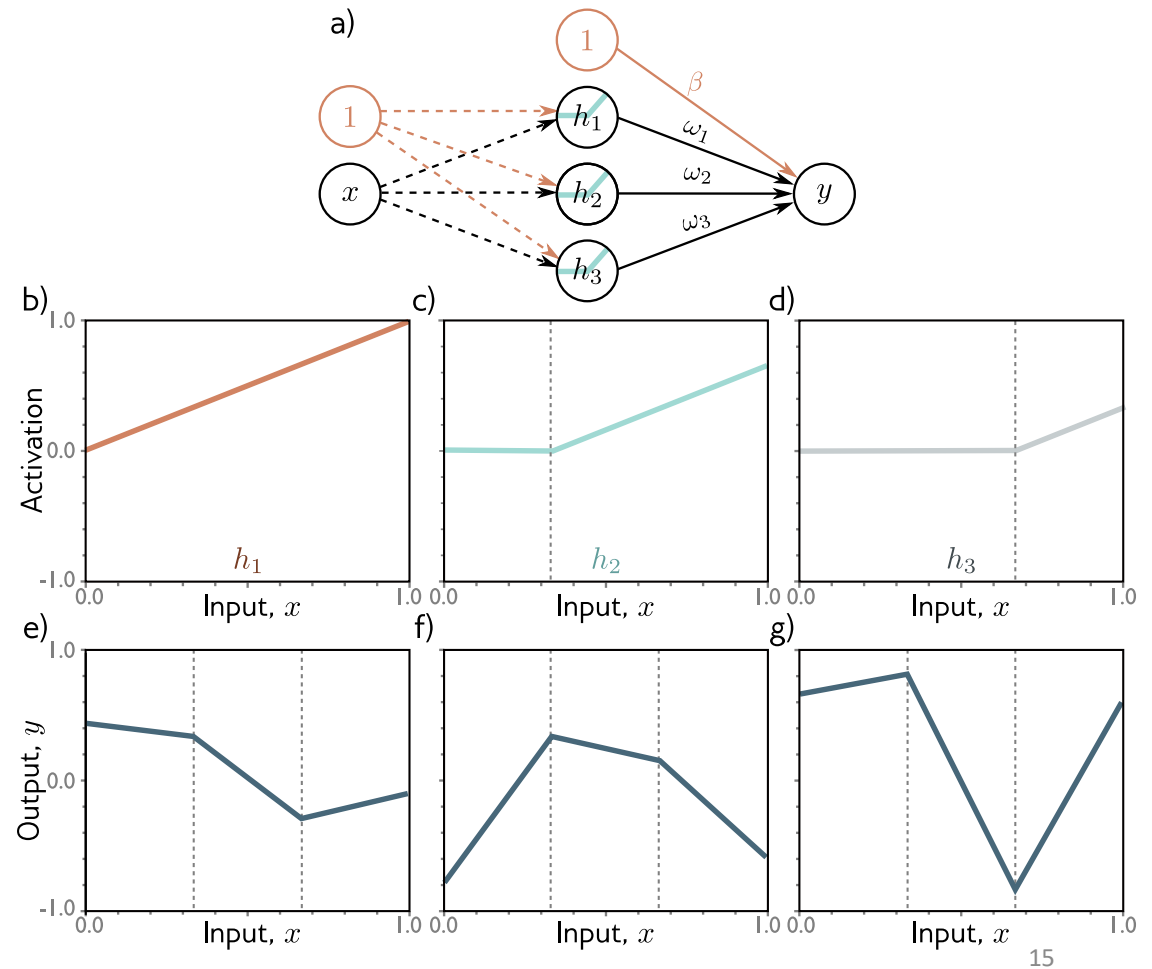 a)
1
β
1
h₁
ω₁
x
h₂
ω₂
y
h₃
ω₃
b)
c)
d)
1.0
0.0
-1.0
Activation
h₁
h₂
h₃
0.0
1.0
0.0
1.0
0.0
1.0
Input, x
Input, x
Input, x
e)
f)
g)
1.0
0.0
-1.0
Output, y
0.0
1.0
0.0
1.0
0.0
1.0
Input, x
Input, x
Input, x
15